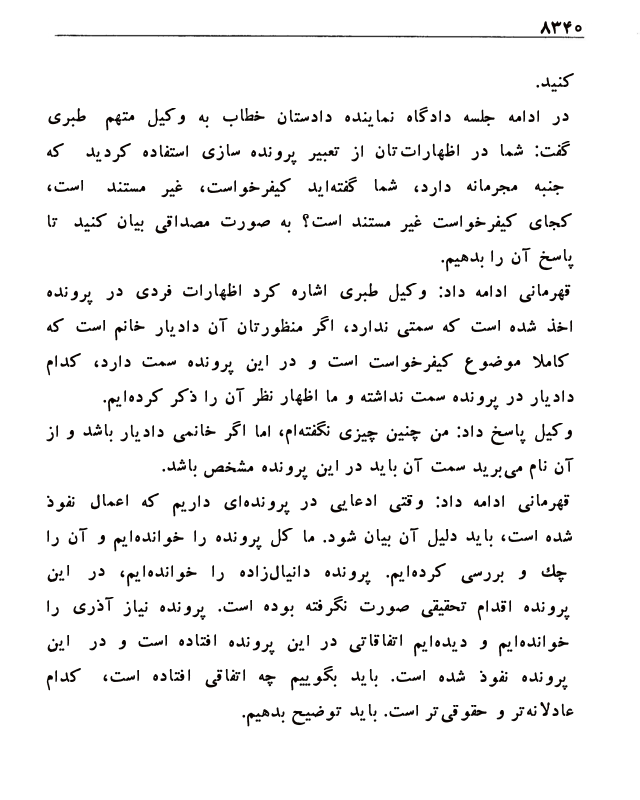 ۸۳۴۰
کنید.
در ادامه جلسه دادگاه نماینده دادستان خطاب به وکیل متهم طبری
گفت: شما در اظهارات‌تان از تعبیر پرونده سازی استفاده کردید که
جنبه مجرمانه دارد، شما گفته‌اید کیفرخواست، غیر مستند است،
کجای کیفرخواست غیر مستند است؟ به صورت مصداقی بیان کنید تا
پاسخ آن را بدهیم.
قهرمانی ادامه داد: وکیل طبری اشاره کرد اظهارات فردی در پرونده
اخذ شده است که سمتی ندارد، اگر منظورتان آن دادیار خانم است که
کاملا موضوع کیفرخواست است و در این پرونده سمت دارد، کدام
دادیار در پرونده سمت نداشته و ما اظهار نظر آن را ذکر کرده‌ایم.
وکیل پاسخ داد: من چنین چیزی نگفته‌ام، اما اگر خانمی دادیار باشد و از
آن نام می‌برید سمت آن باید در این پرونده مشخص باشد.
قهرمانی ادامه داد: وقتی ادعایی در پرونده‌ای داریم که اعمال نفوذ
شده است، باید دلیل آن بیان شود. ما کل پرونده را خوانده‌ایم و آن را
چك و بررسی کرده‌ایم. پرونده دانیال‌زاده را خوانده‌ایم، در این
پرونده اقدام تحقیقی صورت نگرفته بوده است. پرونده نیاز آذری را
خوانده‌ایم و دیده‌ایم اتفاقاتی در این پرونده افتاده است و در این
پرونده نفوذ شده است. باید بگوییم چه اتفاقی افتاده است، کدام
عادلانه‌تر و حقوقی‌تر است. باید توضیح بدهیم.